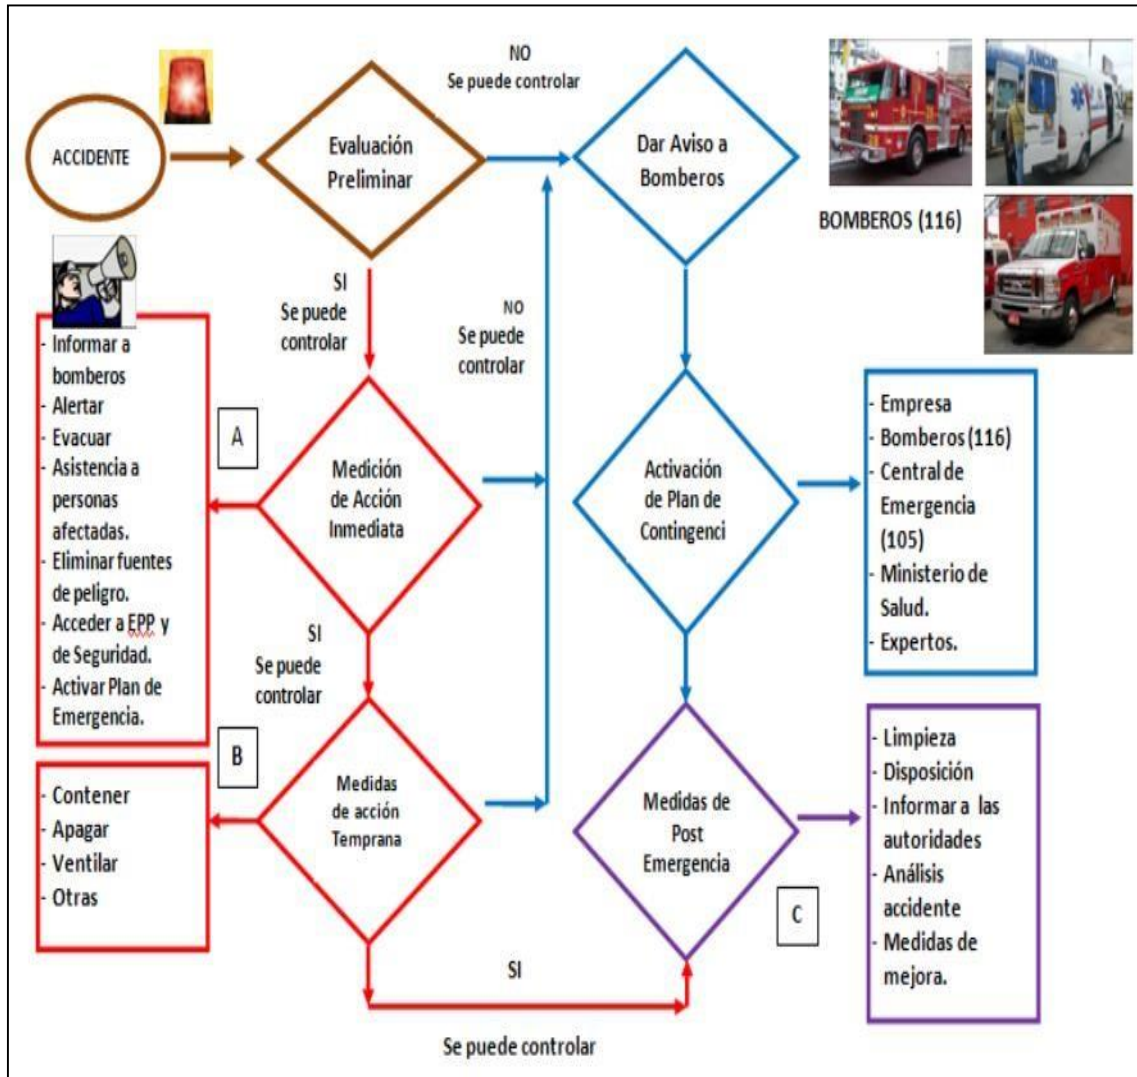 NO
Se puede controlar
ACCIDENTE
Evaluación
Preliminar
Dar Aviso a
Bomberos
BOMBEROS (116)
SI
Se puede
controlar
NO
Se puede
controlar
- Informar a
bomberos
- Alertar
- Evacuar
- Asistencia a
personas
afectadas.
- Eliminar fuentes
de peligro.
- Acceder a EPP y
de Seguridad.
- Activar Plan de
Emergencia.
A
Medición
de Acción
Inmediata
Activación
de Plan de
Contingenci
- Empresa
- Bomberos (116)
- Central de
Emergencia
(105)
- Ministerio de
Salud.
- Expertos.
SI
Se puede
controlar
B
- Contener
- Apagar
- Ventilar
- Otras
Medidas
de acción
Temprana
Medidas de
Post
Emergencia
C
- Limpieza
- Disposición
- Informar a las
autoridades
- Análisis
accidente
- Medidas de
mejora.
SI
Se puede controlar